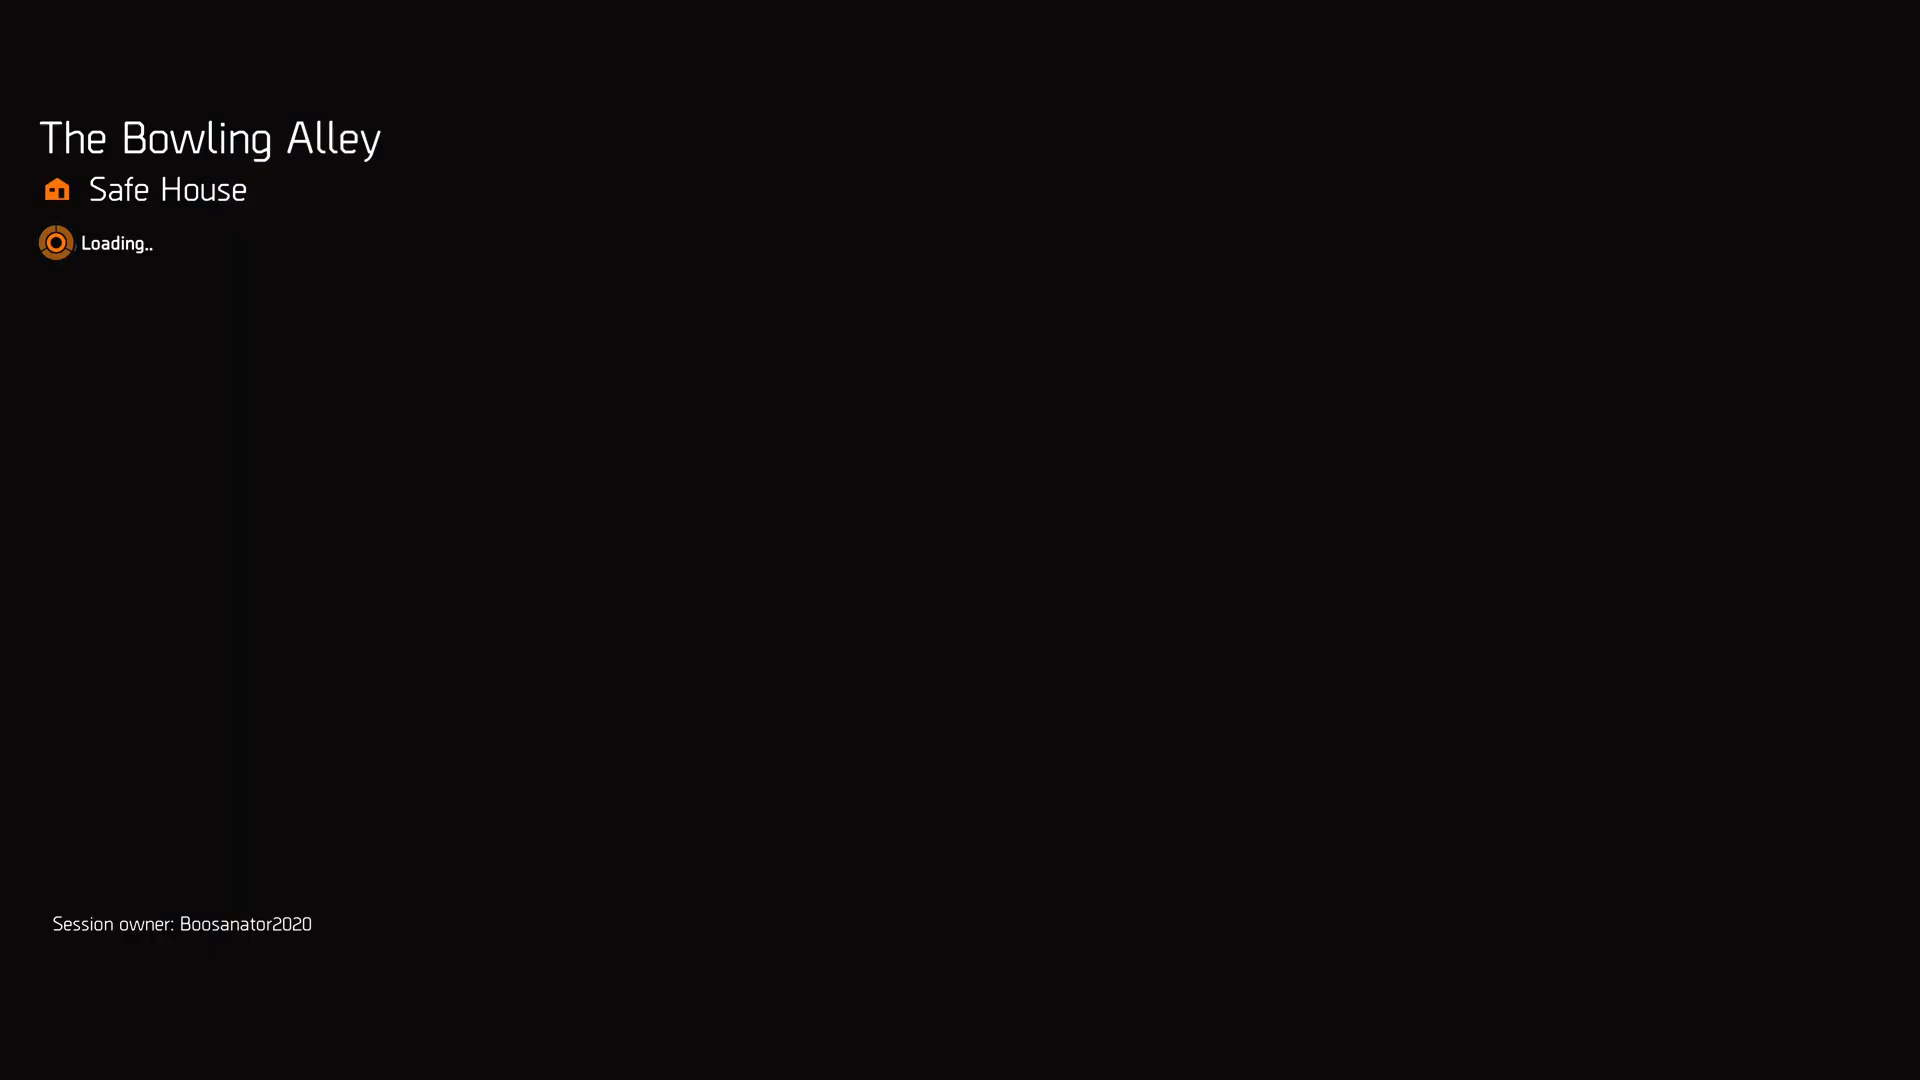 The Bowling Alley
Safe House
Loading..
Session owner: Boosanator2020